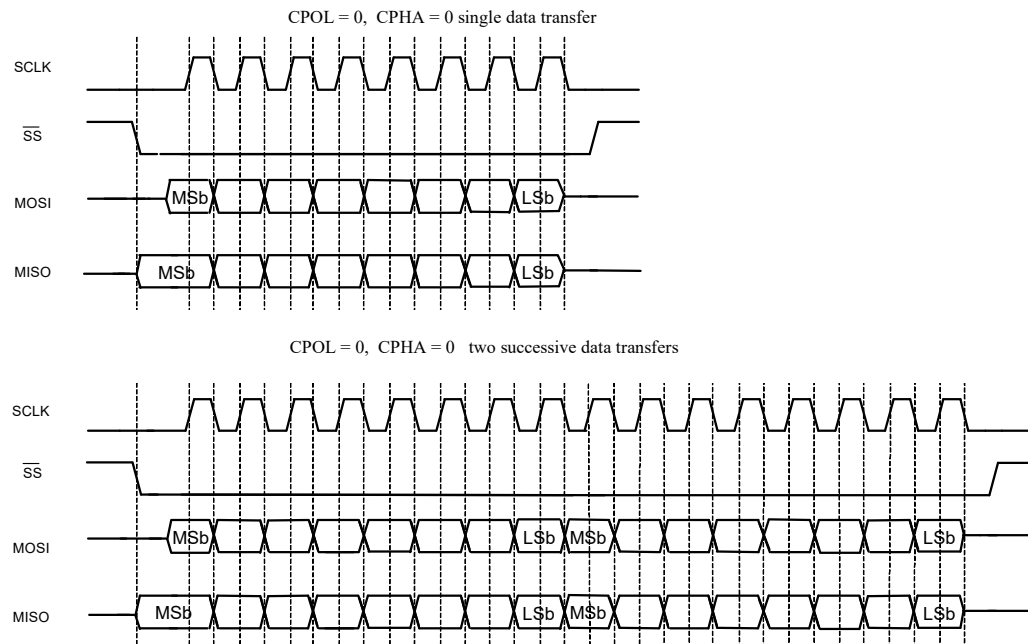 CPOL = 0, CPHA = 0 single data transfer
SCLK
SS
MOSI MSb LSb
MISO MSb LSb
CPOL = 0, CPHA = 0 two successive data transfers
SCLK
SS
MOSI MSb LSb MSb LSb
MISO MSb LSb MSb LSb